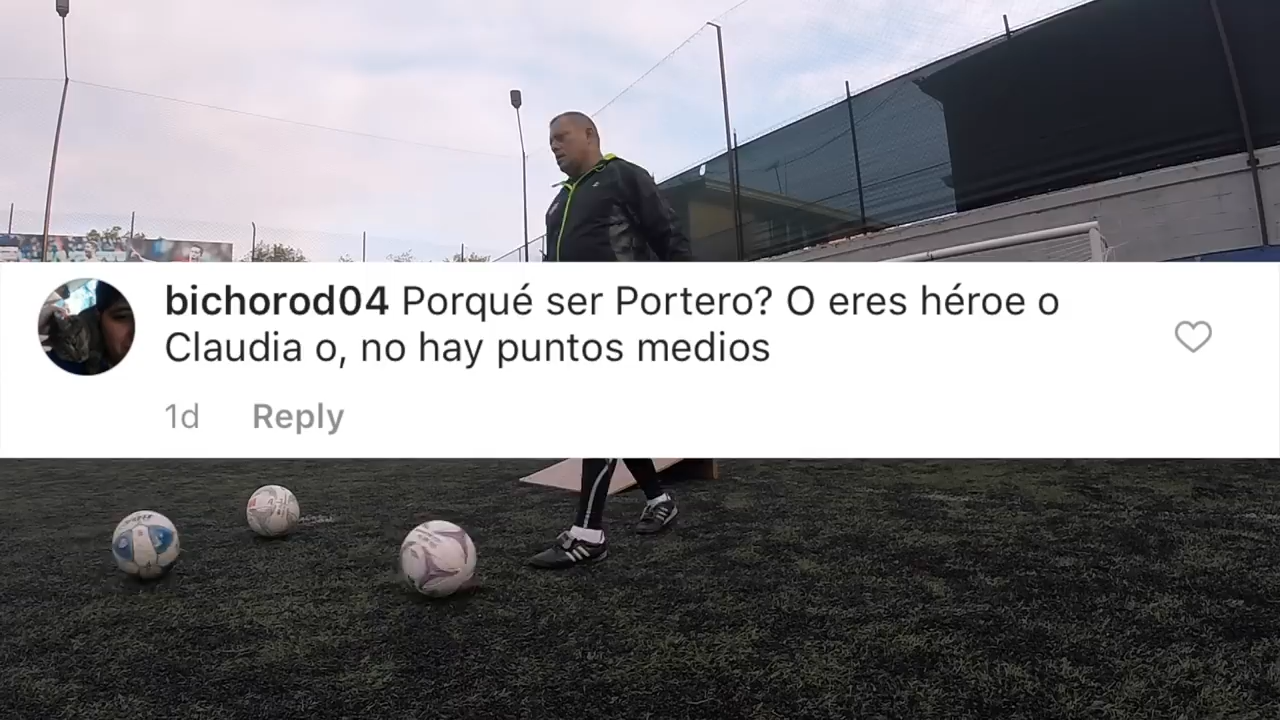 bichorod04 Porqué ser Portero? O eres héroe o
Claudia o, no hay puntos medios
1d Reply